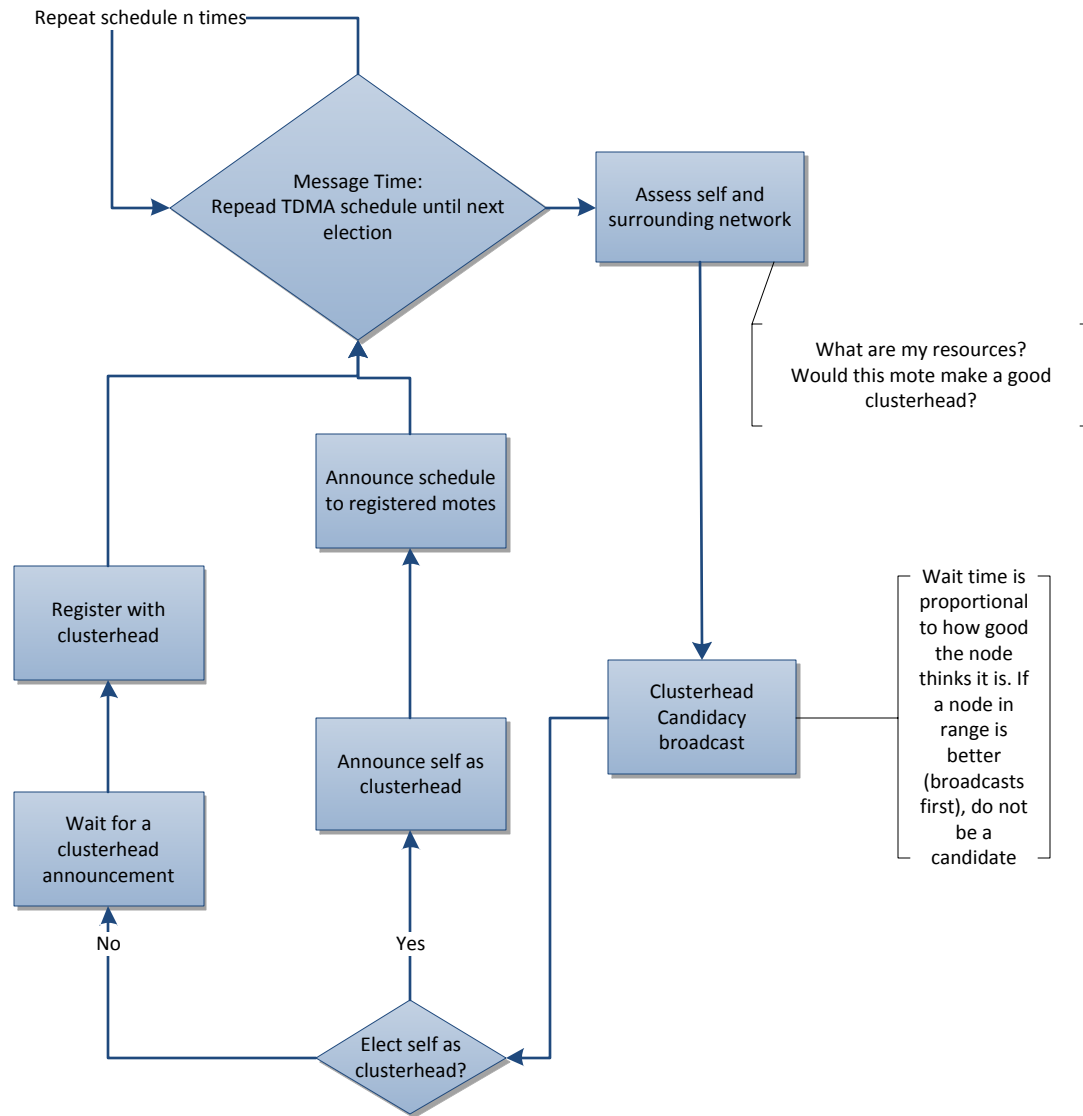 Repeat schedule n times
Message Time:
Repead TDMA schedule until next
election
Assess self and
surrounding network
What are my resources?
Would this mote make a good
clusterhead?
Announce schedule
to registered motes
Register with
clusterhead
Wait time is
proportional
to how good
the node
thinks it is. If
a node in
range is
better
(broadcasts
first), do not
be a
candidate
Clusterhead
Candidacy
broadcast
Announce self as
clusterhead
Wait for a
clusterhead
announcement
No
Yes
Elect self as
clusterhead?